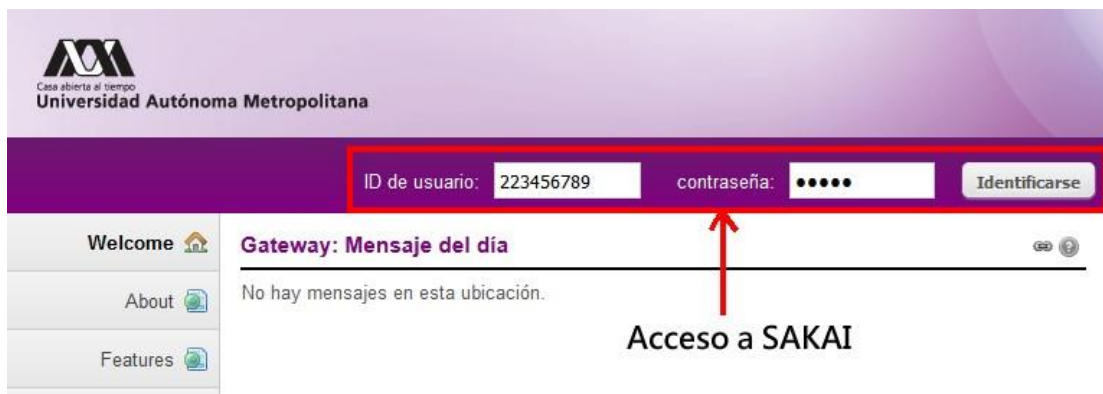 Casa abierta al tiempo
Universidad Autónoma Metropolitana
ID de usuario: 223456789 contraseña: ••••• Identificarse
Welcome
Gateway: Mensaje del día
About
No hay mensajes en esta ubicación.
Features
Acceso a SAKAI